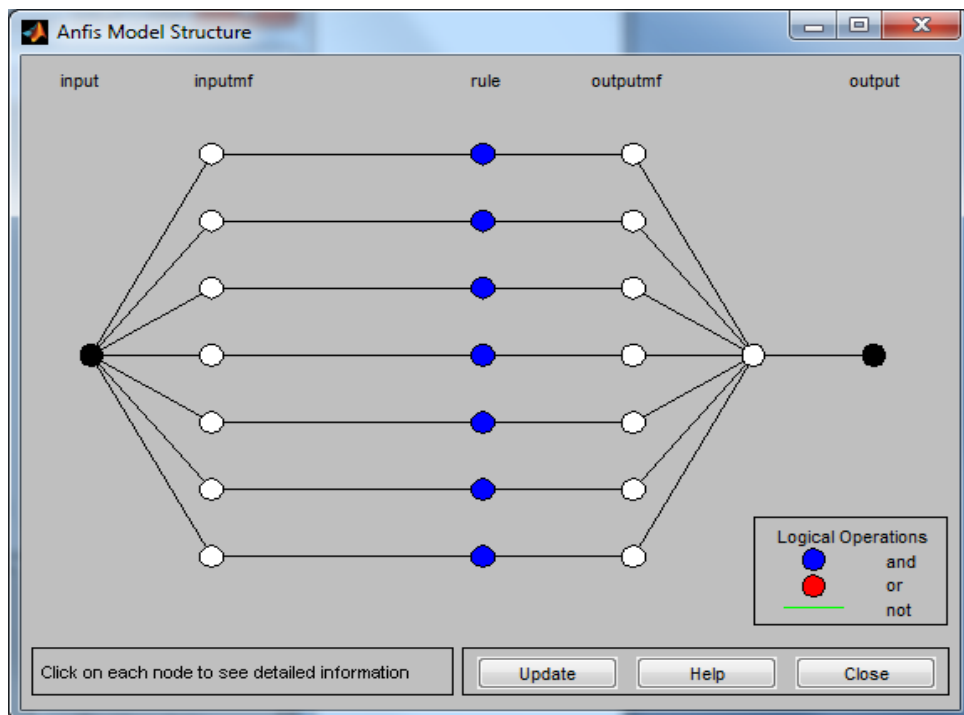 Anfis Model Structure
input inputmf rule outputmf output
Logical Operations
and
or
not
Click on each node to see detailed information
Update Help Close